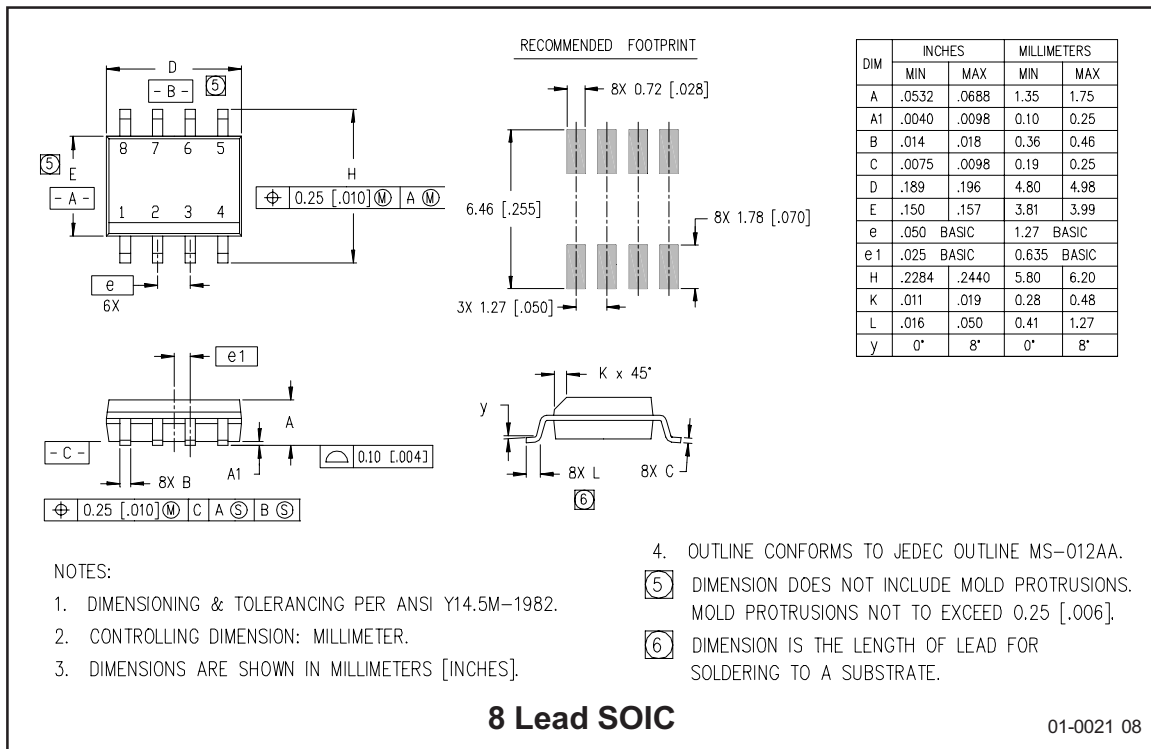 RECOMMENDED FOOTPRINT
D
- B -
5
8 7 6 5
5
E
- A -
H
⌖ 0.25 [.010] Ⓜ A Ⓜ
1 2 3 4
e
6X
8X 0.72 [.028]
6.46 [.255]
8X 1.78 [.070]
3X 1.27 [.050]
DIM INCHES MILLIMETERS
MIN MAX MIN MAX
A .0532 .0688 1.35 1.75
A1 .0040 .0098 0.10 0.25
B .014 .018 0.36 0.46
C .0075 .0098 0.19 0.25
D .189 .196 4.80 4.98
E .150 .157 3.81 3.99
e .050 BASIC 1.27 BASIC
e1 .025 BASIC 0.635 BASIC
H .2284 .2440 5.80 6.20
K .011 .019 0.28 0.48
L .016 .050 0.41 1.27
y 0° 8° 0° 8°
e1
A
- C -
8X B
A1
⌓ 0.10 [.004]
⌖ 0.25 [.010] Ⓜ C A Ⓢ B Ⓢ
K x 45°
y
8X L
6
8X C
NOTES:
1. DIMENSIONING & TOLERANCING PER ANSI Y14.5M-1982.
2. CONTROLLING DIMENSION: MILLIMETER.
3. DIMENSIONS ARE SHOWN IN MILLIMETERS [INCHES].
4. OUTLINE CONFORMS TO JEDEC OUTLINE MS-012AA.
5 DIMENSION DOES NOT INCLUDE MOLD PROTRUSIONS.
MOLD PROTRUSIONS NOT TO EXCEED 0.25 [.006].
6 DIMENSION IS THE LENGTH OF LEAD FOR
SOLDERING TO A SUBSTRATE.
8 Lead SOIC
01-0021 08